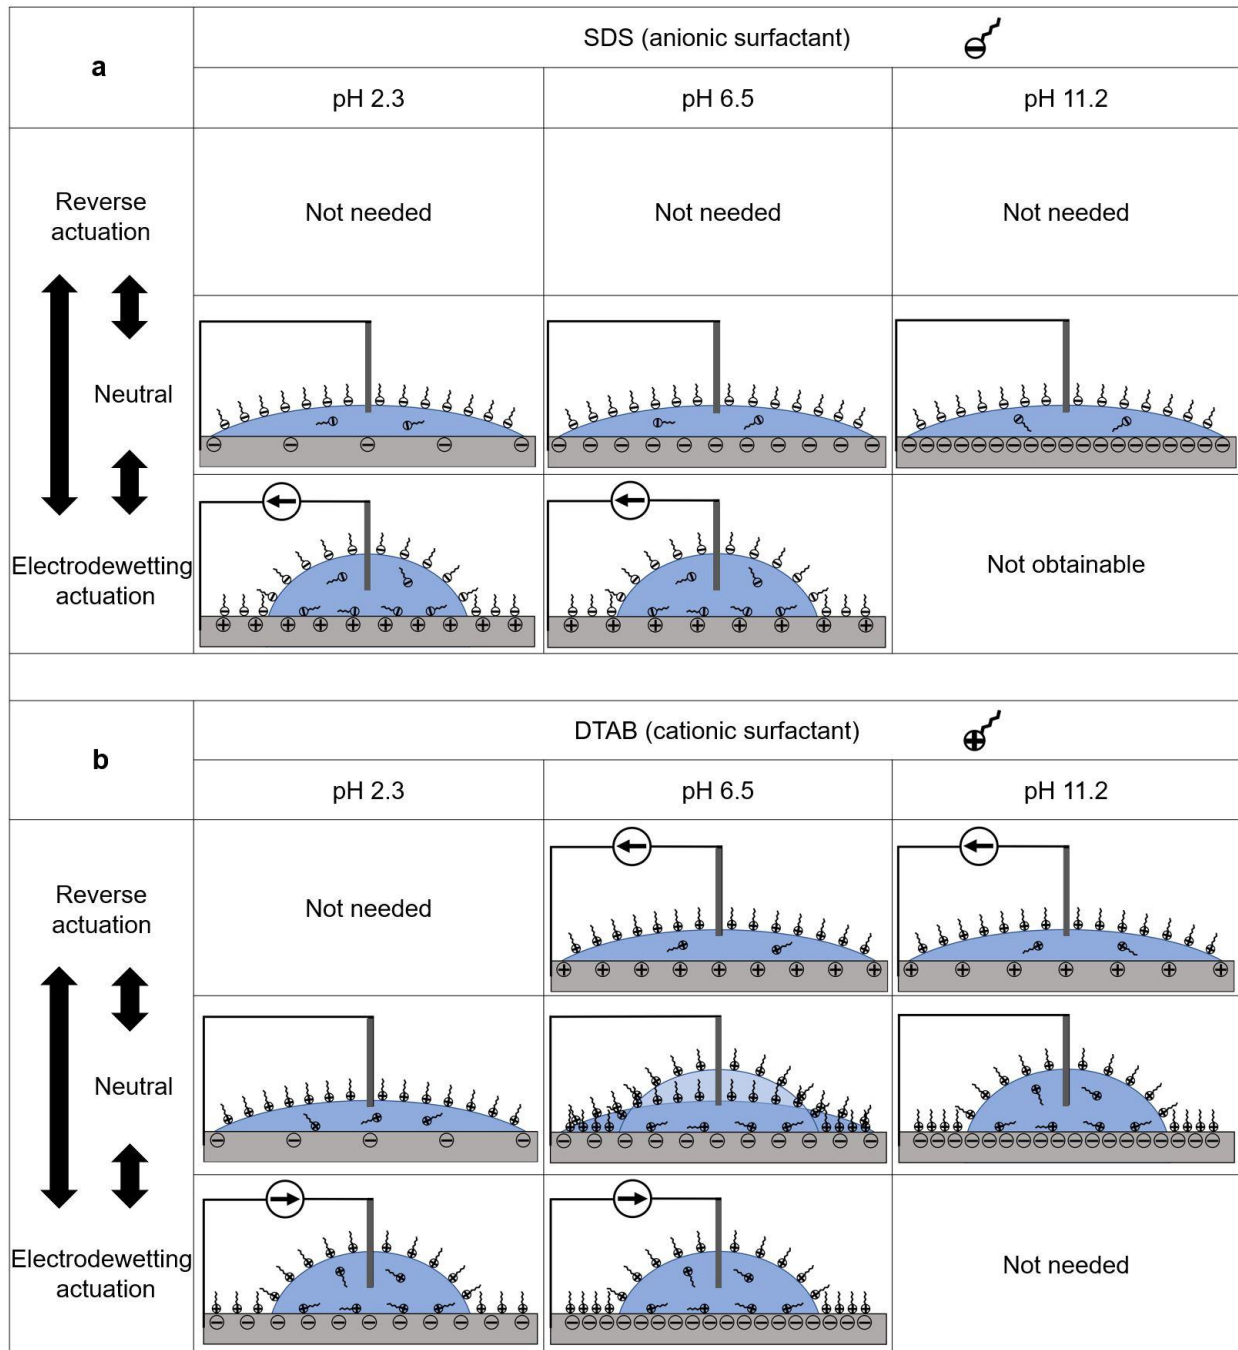 a
SDS (anionic surfactant)
pH 2.3
pH 6.5
pH 11.2
Reverse
actuation
Not needed
Not needed
Not needed
Neutral
Electrodewetting
actuation
Not obtainable
b
DTAB (cationic surfactant)
pH 2.3
pH 6.5
pH 11.2
Reverse
actuation
Not needed
Neutral
Electrodewetting
actuation
Not needed